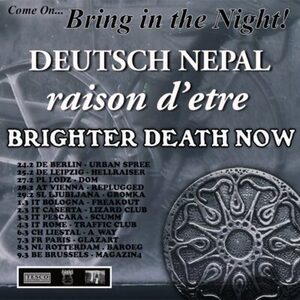 Come On... Bring in the Night!
DEUTSCH NEPAL
raison d'etre
BRIGHTER DEATH NOW
24.2 DE BERLIN - URBAN SPREE
25.2 DE LEIPZIG - HELLRAISER
27.2 PL LODZ - DOM
28.2 AT VIENNA - REPLUGGED
29.2 SL LJUBLJANA - GROMKA
1.3 IT BOLOGNA - FREAKOUT
2.3 IT CASERTA - LIZARD CLUB
3.3 IT PESCARA - SCUMM
4.3 IT ROME - TRAFFIC CLUB
5.3 CH LIESTAL - A_WAY
7.3 FR PARIS - GLAZART
8.3 NL ROTTERDAM - BAROEG
9.3 BE BRUSSELS - MAGAZIN4
TESCO